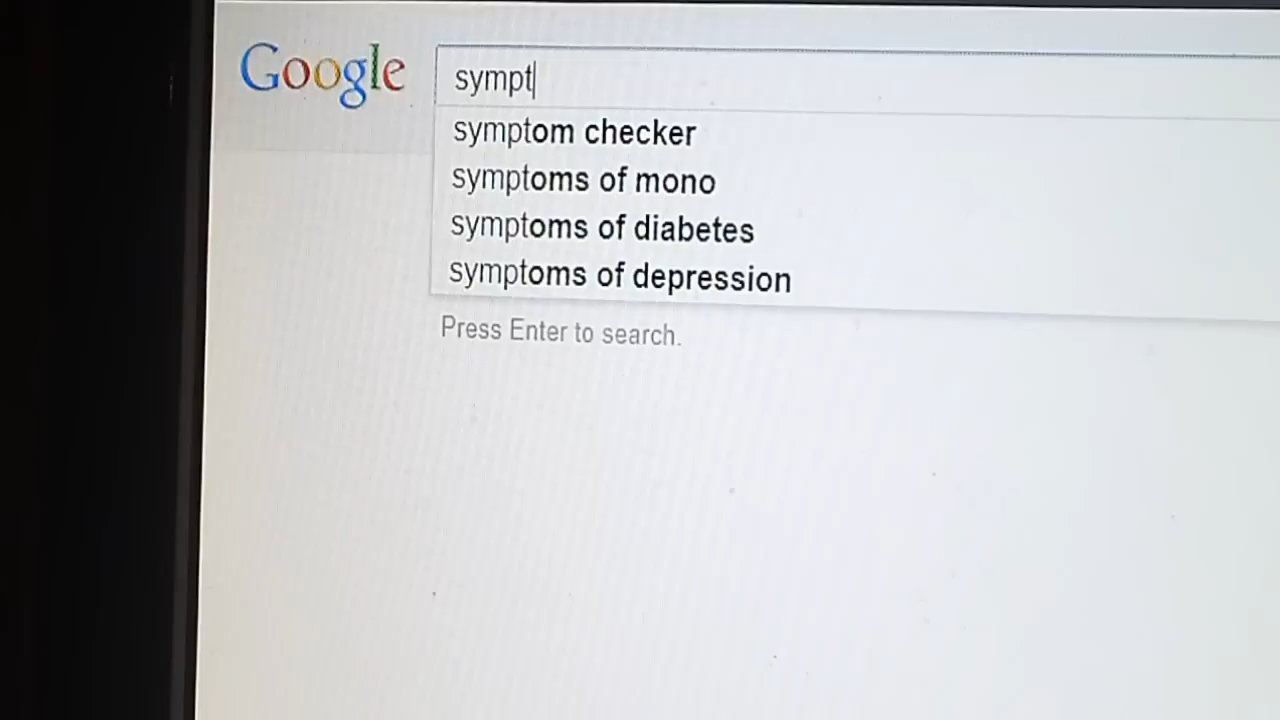 Google
sympt
symptom checker
symptoms of mono
symptoms of diabetes
symptoms of depression
Press Enter to search.